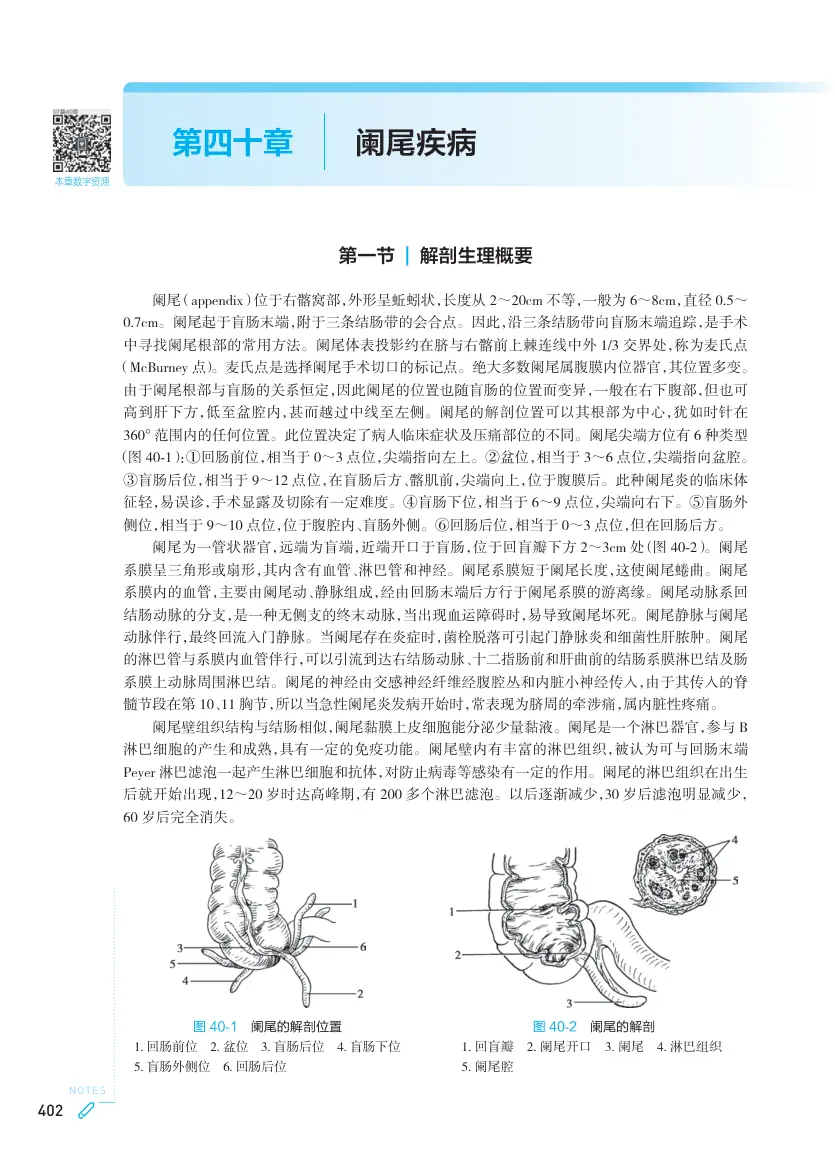 第四十章 阑尾疾病
本章数字资源
第一节 | 解剖生理概要
阑尾(appendix)位于右髂窝部,外形呈蚯蚓状,长度从 2~20cm 不等,一般为 6~8cm,直径 0.5~
0.7cm。阑尾起于盲肠末端,附于三条结肠带的会合点。因此,沿三条结肠带向盲肠末端追踪,是手术
中寻找阑尾根部的常用方法。阑尾体表投影约在脐与右髂前上棘连线中外 1/3 交界处,称为麦氏点
(McBurney 点)。麦氏点是选择阑尾手术切口的标记点。绝大多数阑尾属腹膜内位器官,其位置多变。
由于阑尾根部与盲肠的关系恒定,因此阑尾的位置也随盲肠的位置而变异,一般在右下腹部,但也可
高到肝下方,低至盆腔内,甚而越过中线至左侧。阑尾的解剖位置可以其根部为中心,犹如时针在
360° 范围内的任何位置。此位置决定了病人临床症状及压痛部位的不同。阑尾尖端方位有 6 种类型
(图 40-1):①回肠前位,相当于 0~3 点位,尖端指向左上。②盆位,相当于 3~6 点位,尖端指向盆腔。
③盲肠后位,相当于 9~12 点位,在盲肠后方、髂肌前,尖端向上,位于腹膜后。此种阑尾炎的临床体
征轻,易误诊,手术显露及切除有一定难度。④盲肠下位,相当于 6~9 点位,尖端向右下。⑤盲肠外
侧位,相当于 9~10 点位,位于腹腔内、盲肠外侧。⑥回肠后位,相当于 0~3 点位,但在回肠后方。
阑尾为一管状器官,远端为盲端,近端开口于盲肠,位于回盲瓣下方 2~3cm 处(图 40-2)。阑尾
系膜呈三角形或扇形,其内含有血管、淋巴管和神经。阑尾系膜短于阑尾长度,这使阑尾蜷曲。阑尾
系膜内的血管,主要由阑尾动、静脉组成,经由回肠末端后方行于阑尾系膜的游离缘。阑尾动脉系回
结肠动脉的分支,是一种无侧支的终末动脉,当出现血运障碍时,易导致阑尾坏死。阑尾静脉与阑尾
动脉伴行,最终回流入门静脉。当阑尾存在炎症时,菌栓脱落可引起门静脉炎和细菌性肝脓肿。阑尾
的淋巴管与系膜内血管伴行,可以引流到达右结肠动脉、十二指肠前和肝曲前的结肠系膜淋巴结及肠
系膜上动脉周围淋巴结。阑尾的神经由交感神经纤维经腹腔丛和内脏小神经传入,由于其传入的脊
髓节段在第 10、11 胸节,所以当急性阑尾炎发病开始时,常表现为脐周的牵涉痛,属内脏性疼痛。
阑尾壁组织结构与结肠相似,阑尾黏膜上皮细胞能分泌少量黏液。阑尾是一个淋巴器官,参与 B
淋巴细胞的产生和成熟,具有一定的免疫功能。阑尾壁内有丰富的淋巴组织,被认为可与回肠末端
Peyer 淋巴滤泡一起产生淋巴细胞和抗体,对防止病毒等感染有一定的作用。阑尾的淋巴组织在出生
后就开始出现,12~20 岁时达高峰期,有 200 多个淋巴滤泡。以后逐渐减少,30 岁后滤泡明显减少,
60 岁后完全消失。
1
3
6
5
4
2
图 40-1 阑尾的解剖位置
1. 回肠前位 2. 盆位 3. 盲肠后位 4. 盲肠下位
5. 盲肠外侧位 6. 回肠后位
4
5
1
2
3
图 40-2 阑尾的解剖
1. 回盲瓣 2. 阑尾开口 3. 阑尾 4. 淋巴组织
5. 阑尾腔
NOTES
402